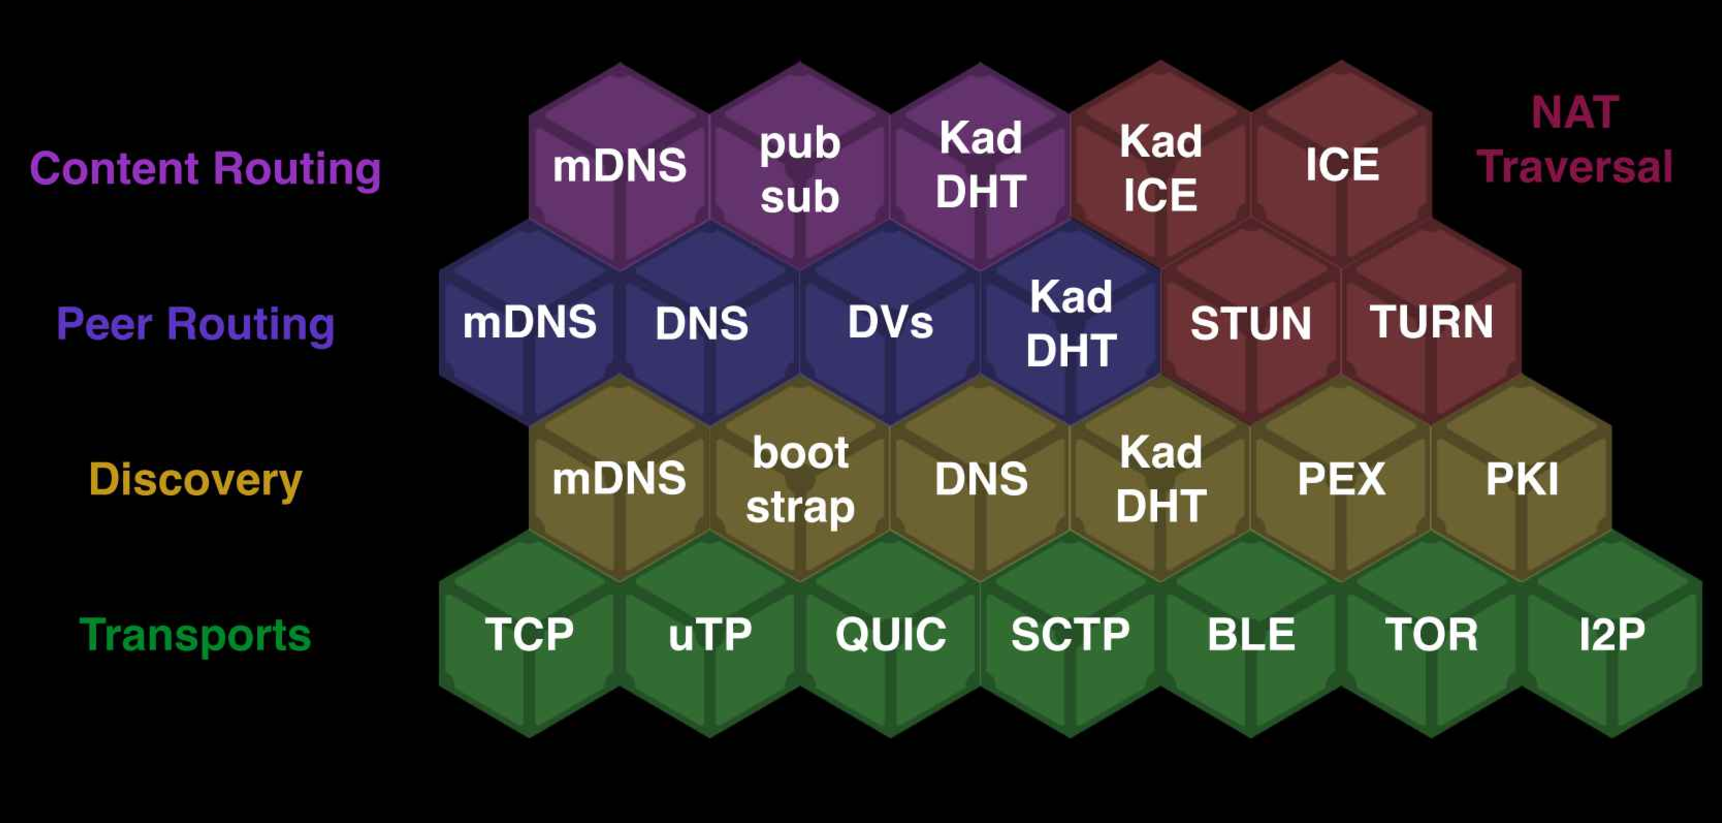 NAT
Traversal
Content Routing
mDNS
pub
sub
Kad
DHT
Kad
ICE
ICE
Peer Routing
mDNS
DNS
DVs
Kad
DHT
STUN
TURN
Discovery
mDNS
boot
strap
DNS
Kad
DHT
PEX
PKI
Transports
TCP
uTP
QUIC
SCTP
BLE
TOR
I2P